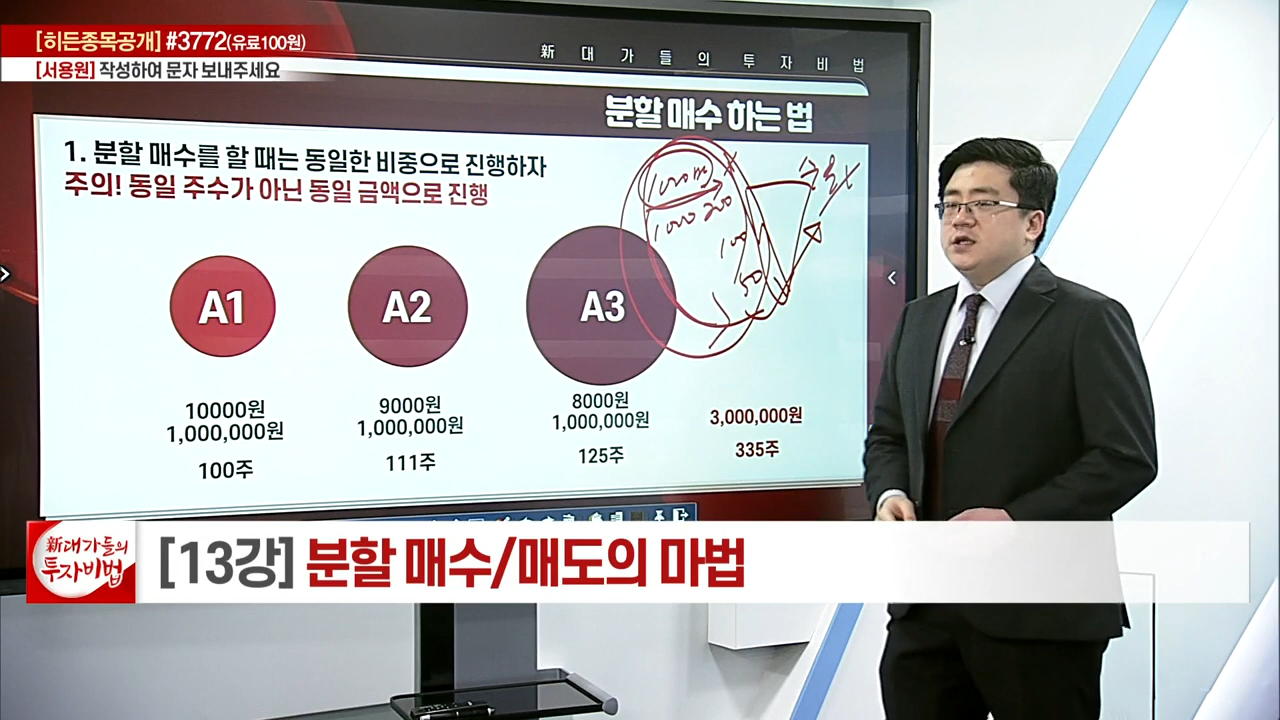 [히든종목공개] #3772(유료100원)
[서용원] 작성하여 문자 보내주세요
新 대 가 들 의 투 자 비 법
분할 매수 하는 법
1. 분할 매수를 할 때는 동일한 비중으로 진행하자
주의! 동일 주수가 아닌 동일 금액으로 진행
1000 200
100
50
A1
A2
A3
10000원
1,000,000원
100주
9000원
1,000,000원
111주
8000원
1,000,000원
125주
3,000,000원
335주
新대가들의
투자비법
[13강] 분할 매수/매도의 마법